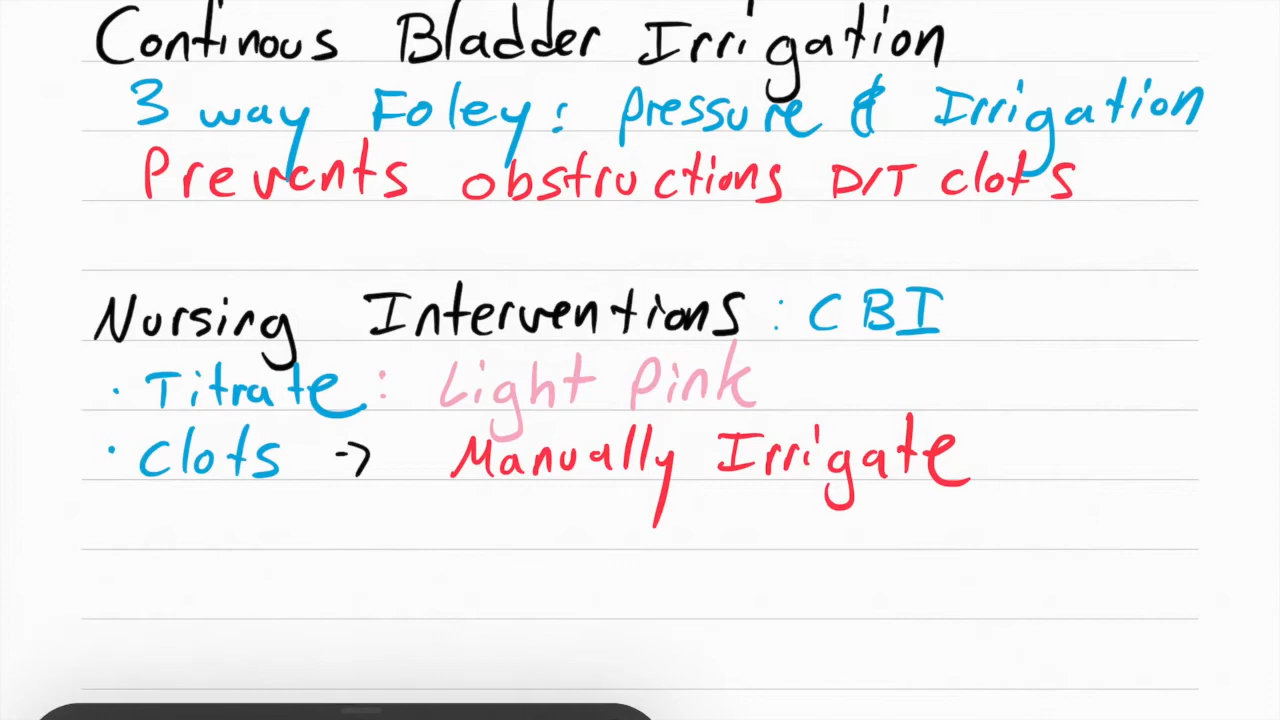 Continous Bladder Irrigation
3 way Foley: pressure & Irrigation
Prevents obstructions D/T clots
Nursing Interventions: CBI
• Titrate: Light Pink
• Clots -> Manually Irrigate